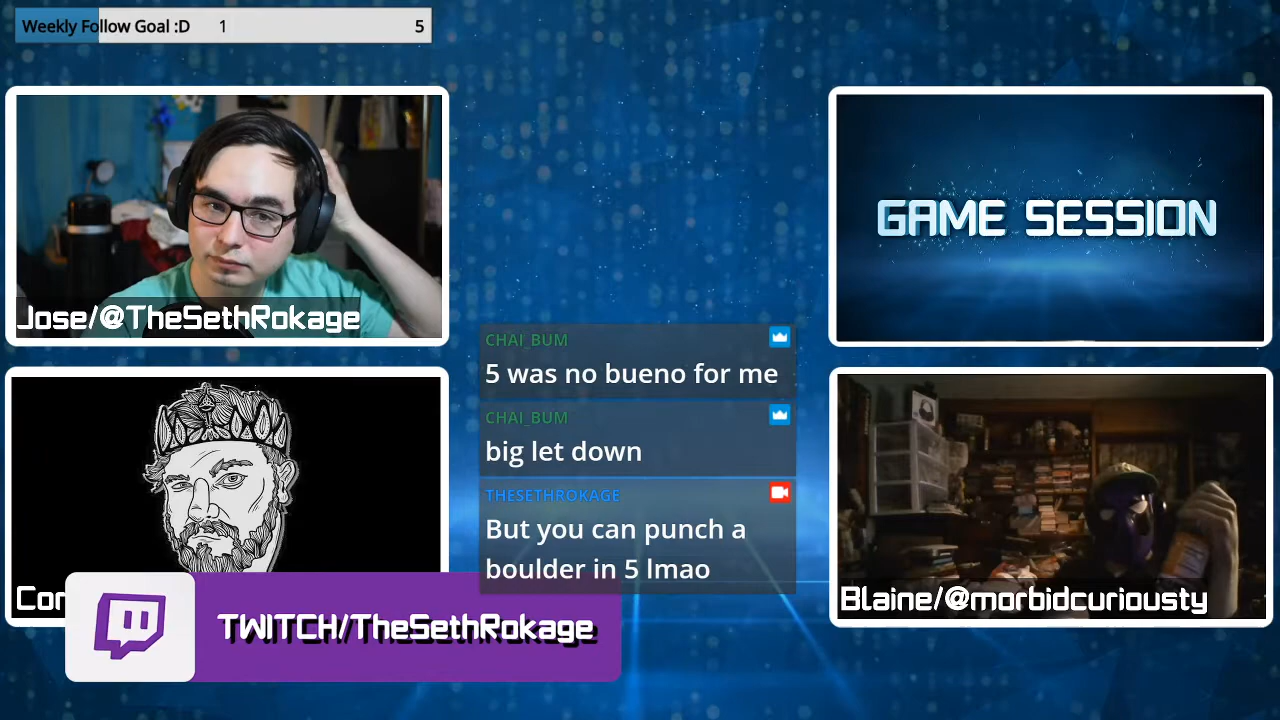 Weekly Follow Goal :D 1 5
Jose/@TheSethRokage
GAME SESSION
CHAI_BUM
5 was no bueno for me
CHAI_BUM
big let down
THESETHROKAGE
But you can punch a
boulder in 5 lmao
Blaine/@morbidcuriousty
TWITCH/TheSethRokage